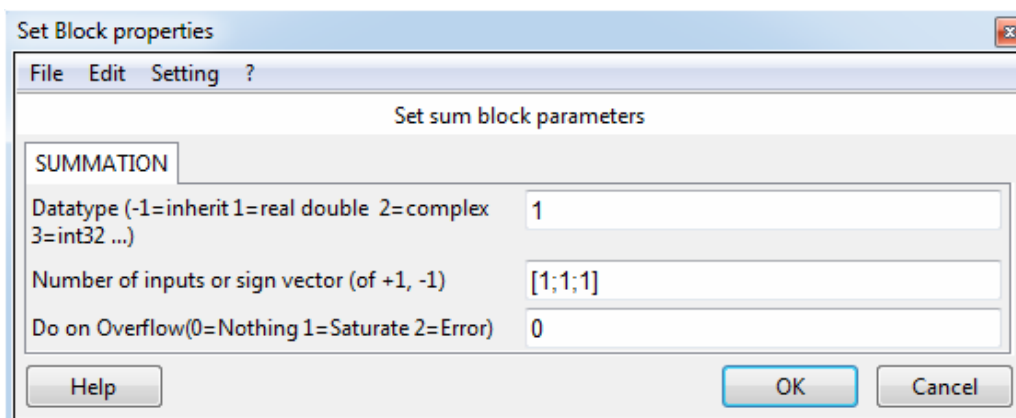 Set Block properties
File Edit Setting ?
Set sum block parameters
SUMMATION
Datatype (-1=inherit 1=real double 2=complex
3=int32 ...)
1
Number of inputs or sign vector (of +1, -1)
[1;1;1]
Do on Overflow(0=Nothing 1=Saturate 2=Error)
0
Help
OK
Cancel